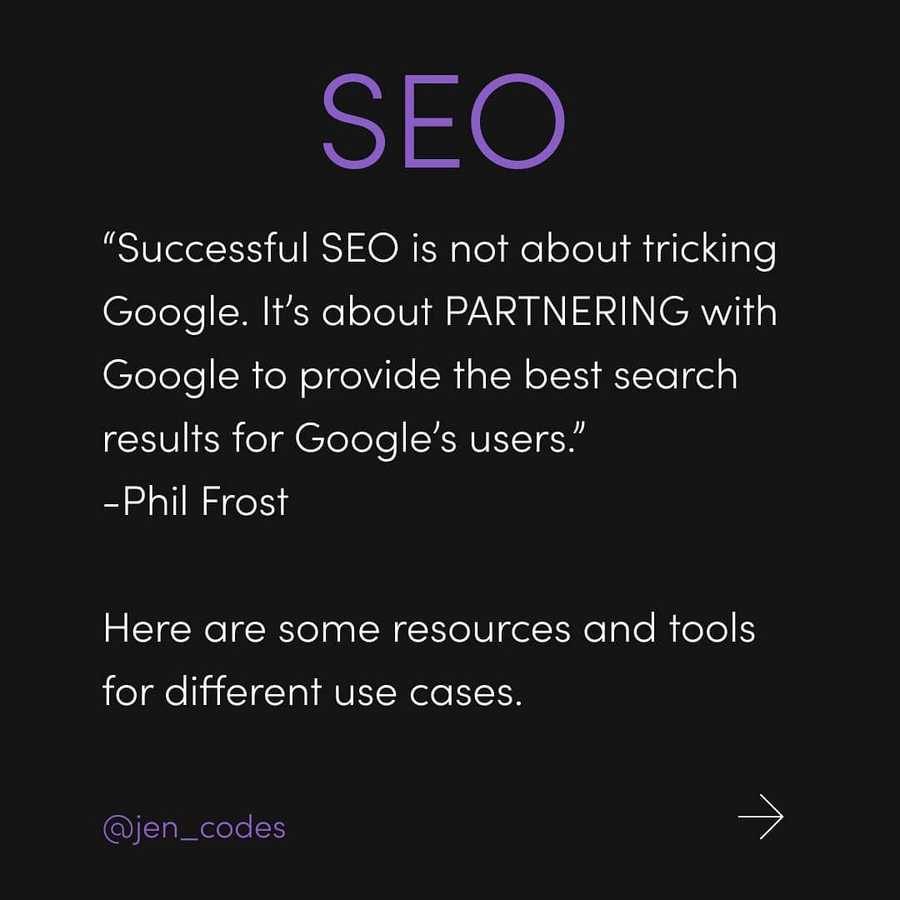 SEO
“Successful SEO is not about tricking
Google. It’s about PARTNERING with
Google to provide the best search
results for Google’s users.”
-Phil Frost
Here are some resources and tools
for different use cases.
@jen_codes